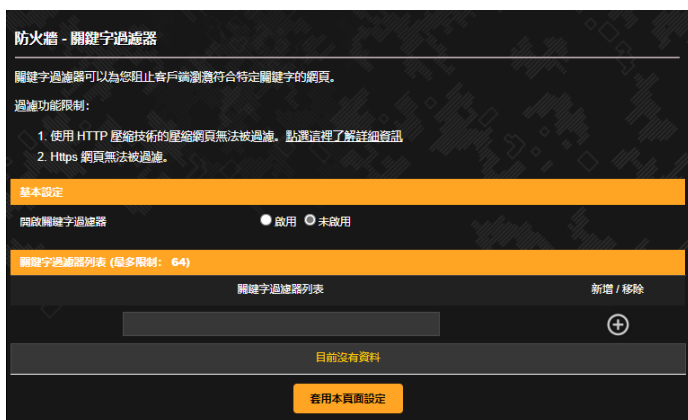 防火牆 - 關鍵字過濾器
關鍵字過濾器可以為您阻止客戶端瀏灠符合特定關鍵字的網頁。
過濾功能限制：
1. 使用 HTTP 壓縮技術的壓縮網頁無法被過濾。點選這裡了解詳細資訊
2. Https 網頁無法被過濾。
基本設定
開啟關鍵字過濾器 啟用 未啟用
關鍵字過濾器列表 (最多限制： 64)
關鍵字過濾器列表 新增 / 移除
目前沒有資料
套用本頁面設定